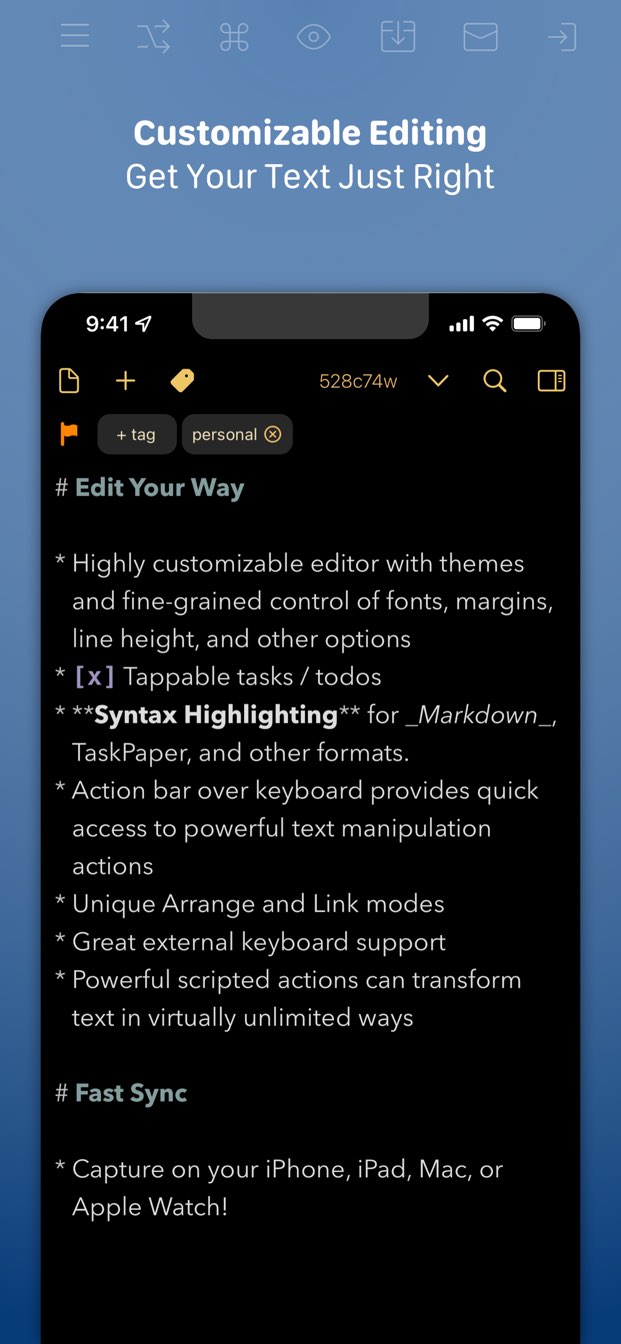 Customizable Editing
Get Your Text Just Right
9:41
528c74w
+ tag
personal
# Edit Your Way
* Highly customizable editor with themes
and fine-grained control of fonts, margins,
line height, and other options
* [x] Tappable tasks / todos
* **Syntax Highlighting** for _Markdown_,
TaskPaper, and other formats.
* Action bar over keyboard provides quick
access to powerful text manipulation
actions
* Unique Arrange and Link modes
* Great external keyboard support
* Powerful scripted actions can transform
text in virtually unlimited ways
# Fast Sync
* Capture on your iPhone, iPad, Mac, or
Apple Watch!